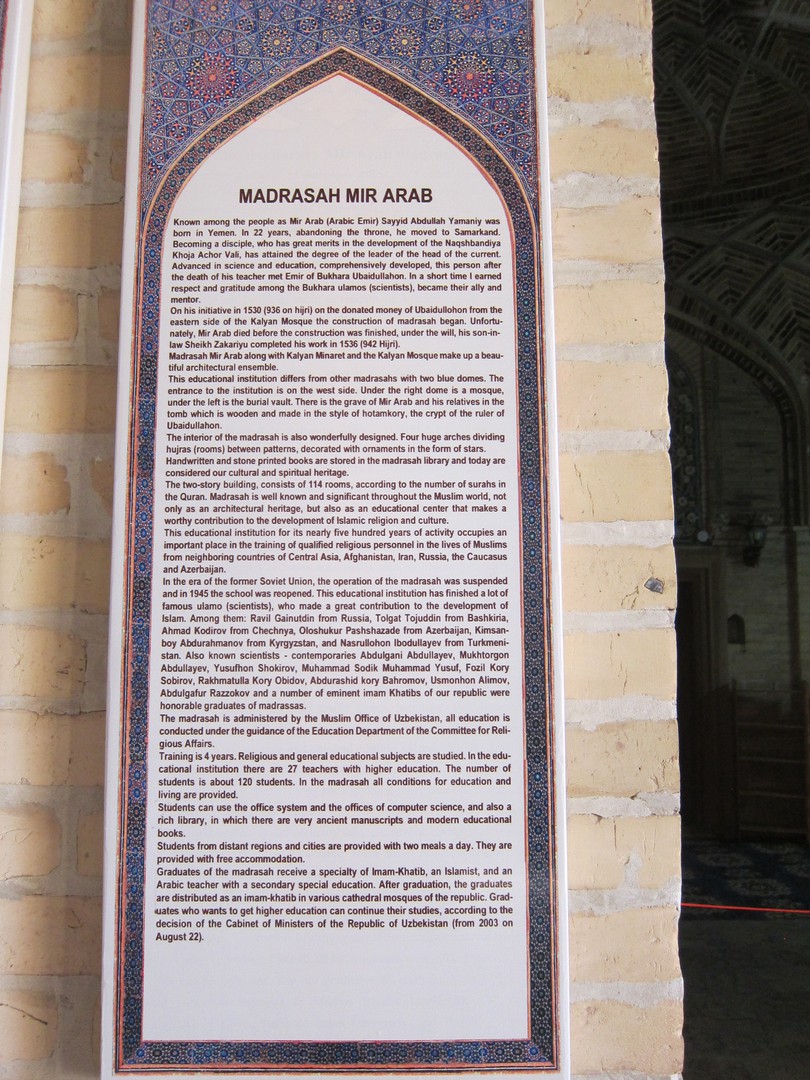 MADRASAH MIR ARAB
Known among the people as Mir Arab (Arabic Emir) Sayyid Abdullah Yamaniy was
born in Yemen. In 22 years, abandoning the throne, he moved to Samarkand.
Becoming a disciple, who has great merits in the development of the Naqshbandiya
Khoja Achor Vali, has attained the degree of the leader of the head of the current.
Advanced in science and education, comprehensively developed, this person after
the death of his teacher met Emir of Bukhara Ubaidullahon. In a short time I earned
respect and gratitude among the Bukhara ulamos (scientists), became their ally and
mentor.
On his initiative in 1530 (936 on hijri) on the donated money of Ubaidullohon from the
eastern side of the Kalyan Mosque the construction of madrasah began. Unfortu-
nately, Mir Arab died before the construction was finished, under the will, his son-in-
law Sheikh Zakariyu completed his work in 1536 (942 Hijri).
Madrasah Mir Arab along with Kalyan Minaret and the Kalyan Mosque make up a beau-
tiful architectural ensemble.
This educational institution differs from other madrasahs with two blue domes. The
entrance to the institution is on the west side. Under the right dome is a mosque,
under the left is the burial vault. There is the grave of Mir Arab and his relatives in the
tomb which is wooden and made in the style of hotamkory, the crypt of the ruler of
Ubaidullahon.
The interior of the madrasah is also wonderfully designed. Four huge arches dividing
hujras (rooms) between patterns, decorated with ornaments in the form of stars.
Handwritten and stone printed books are stored in the madrasah library and today are
considered our cultural and spiritual heritage.
The two-story building, consists of 114 rooms, according to the number of surahs in
the Quran. Madrasah is well known and significant throughout the Muslim world, not
only as an architectural heritage, but also as an educational center that makes a
worthy contribution to the development of Islamic religion and culture.
This educational institution for its nearly five hundred years of activity occupies an
important place in the training of qualified religious personnel in the lives of Muslims
from neighboring countries of Central Asia, Afghanistan, Iran, Russia, the Caucasus
and Azerbaijan.
In the era of the former Soviet Union, the operation of the madrasah was suspended
and in 1945 the school was reopened. This educational institution has finished a lot of
famous ulamo (scientists), who made a great contribution to the development of
Islam. Among them: Ravil Gainutdin from Russia, Tolgat Tojuddin from Bashkiria,
Ahmad Kodirov from Chechnya, Oloshukur Pashshazade from Azerbaijan, Kimsan-
boy Abdurahmanov from Kyrgyzstan, and Nasrullohon Ibodullayev from Turkmeni-
stan. Also known scientists - contemporaries Abdulgani Abdullayev, Mukhtorgon
Abdullayev, Yusufhon Shokirov, Muhammad Sodik Muhammad Yusuf, Fozil Kory
Sobirov, Rakhmatulla Kory Obidov, Abdurashid kory Bahromov, Usmonhon Alimov,
Abdulgafur Razzokov and a number of eminent imam Khatibs of our republic were
honorable graduates of madrassas.
The madrasah is administered by the Muslim Office of Uzbekistan, all education is
conducted under the guidance of the Education Department of the Committee for Reli-
gious Affairs.
Training is 4 years. Religious and general educational subjects are studied. In the edu-
cational institution there are 27 teachers with higher education. The number of
students is about 120 students. In the madrasah all conditions for education and
living are provided.
Students can use the office system and the offices of computer science, and also a
rich library, in which there are very ancient manuscripts and modern educational
books.
Students from distant regions and cities are provided with two meals a day. They are
provided with free accommodation.
Graduates of the madrasah receive a specialty of Imam-Khatib, an Islamist, and an
Arabic teacher with a secondary special education. After graduation, the graduates
are distributed as an imam-khatib in various cathedral mosques of the republic. Grad-
uates who wants to get higher education can continue their studies, according to the
decision of the Cabinet of Ministers of the Republic of Uzbekistan (from 2003 on
August 22).